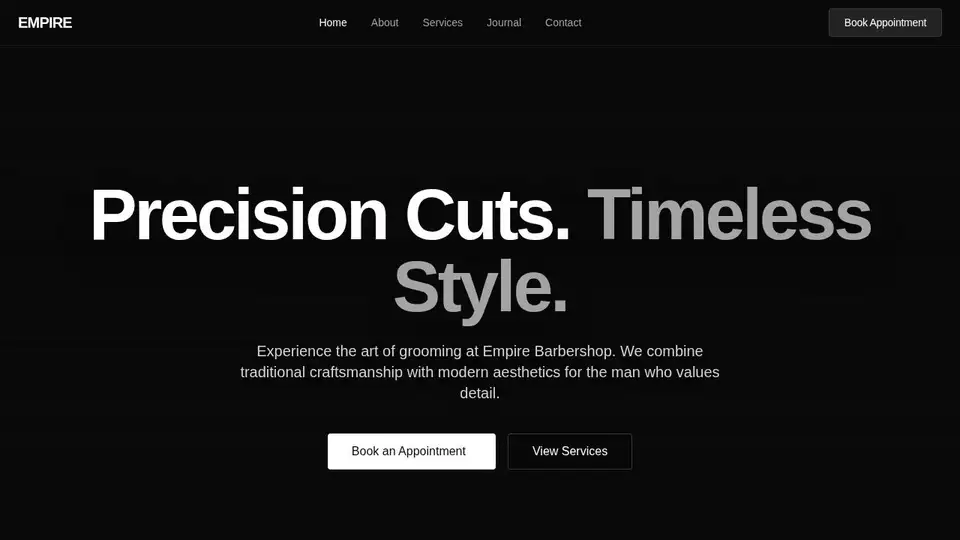 EMPIRE
Home
About
Services
Journal
Contact
Book Appointment
Precision Cuts. Timeless
Style.
Experience the art of grooming at Empire Barbershop. We combine
traditional craftsmanship with modern aesthetics for the man who values
detail.
Book an Appointment
View Services